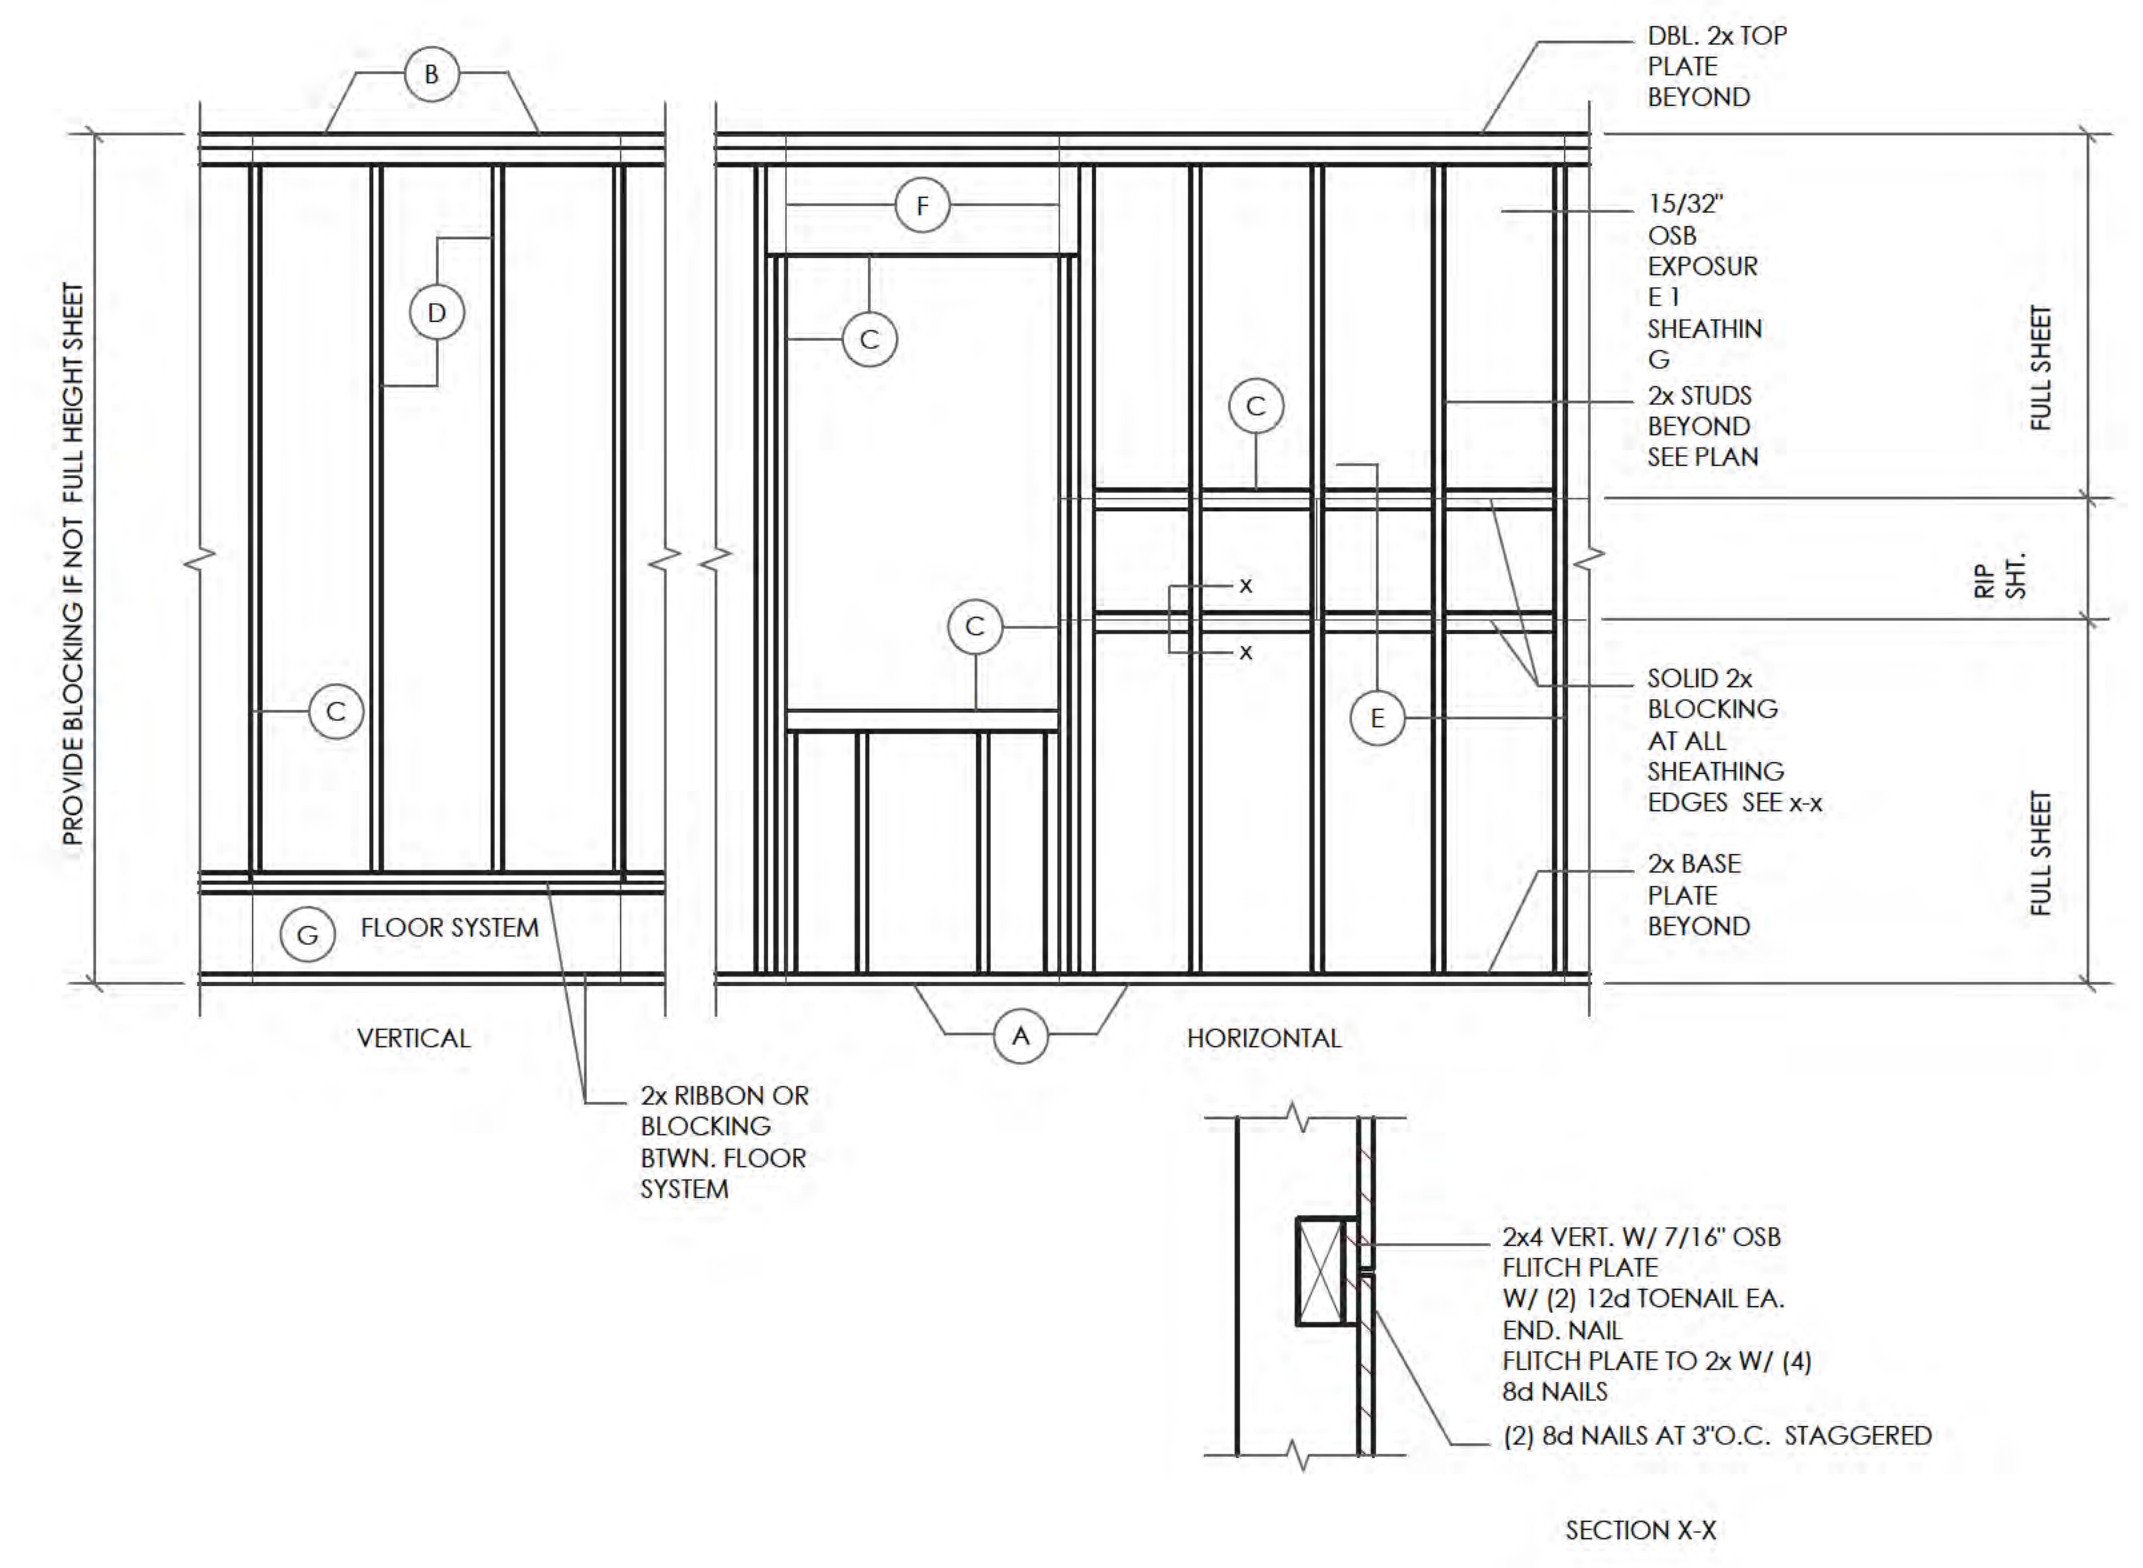 B
DBL. 2x TOP
PLATE
BEYOND
F
15/32"
OSB
EXPOSUR
E 1
SHEATHIN
G
D
C
C
2x STUDS
BEYOND
SEE PLAN
FULL SHEET
PROVIDE BLOCKING IF NOT FULL HEIGHT SHEET
RIP
SHT.
x
x
C
C
E
SOLID 2x
BLOCKING
AT ALL
SHEATHING
EDGES SEE x-x
2x BASE
PLATE
BEYOND
FULL SHEET
G
FLOOR SYSTEM
VERTICAL
A
HORIZONTAL
2x RIBBON OR
BLOCKING
BTWN. FLOOR
SYSTEM
2x4 VERT. W/ 7/16" OSB
FLITCH PLATE
W/ (2) 12d TOENAIL EA.
END. NAIL
FLITCH PLATE TO 2x W/ (4)
8d NAILS
(2) 8d NAILS AT 3"O.C. STAGGERED
SECTION X-X